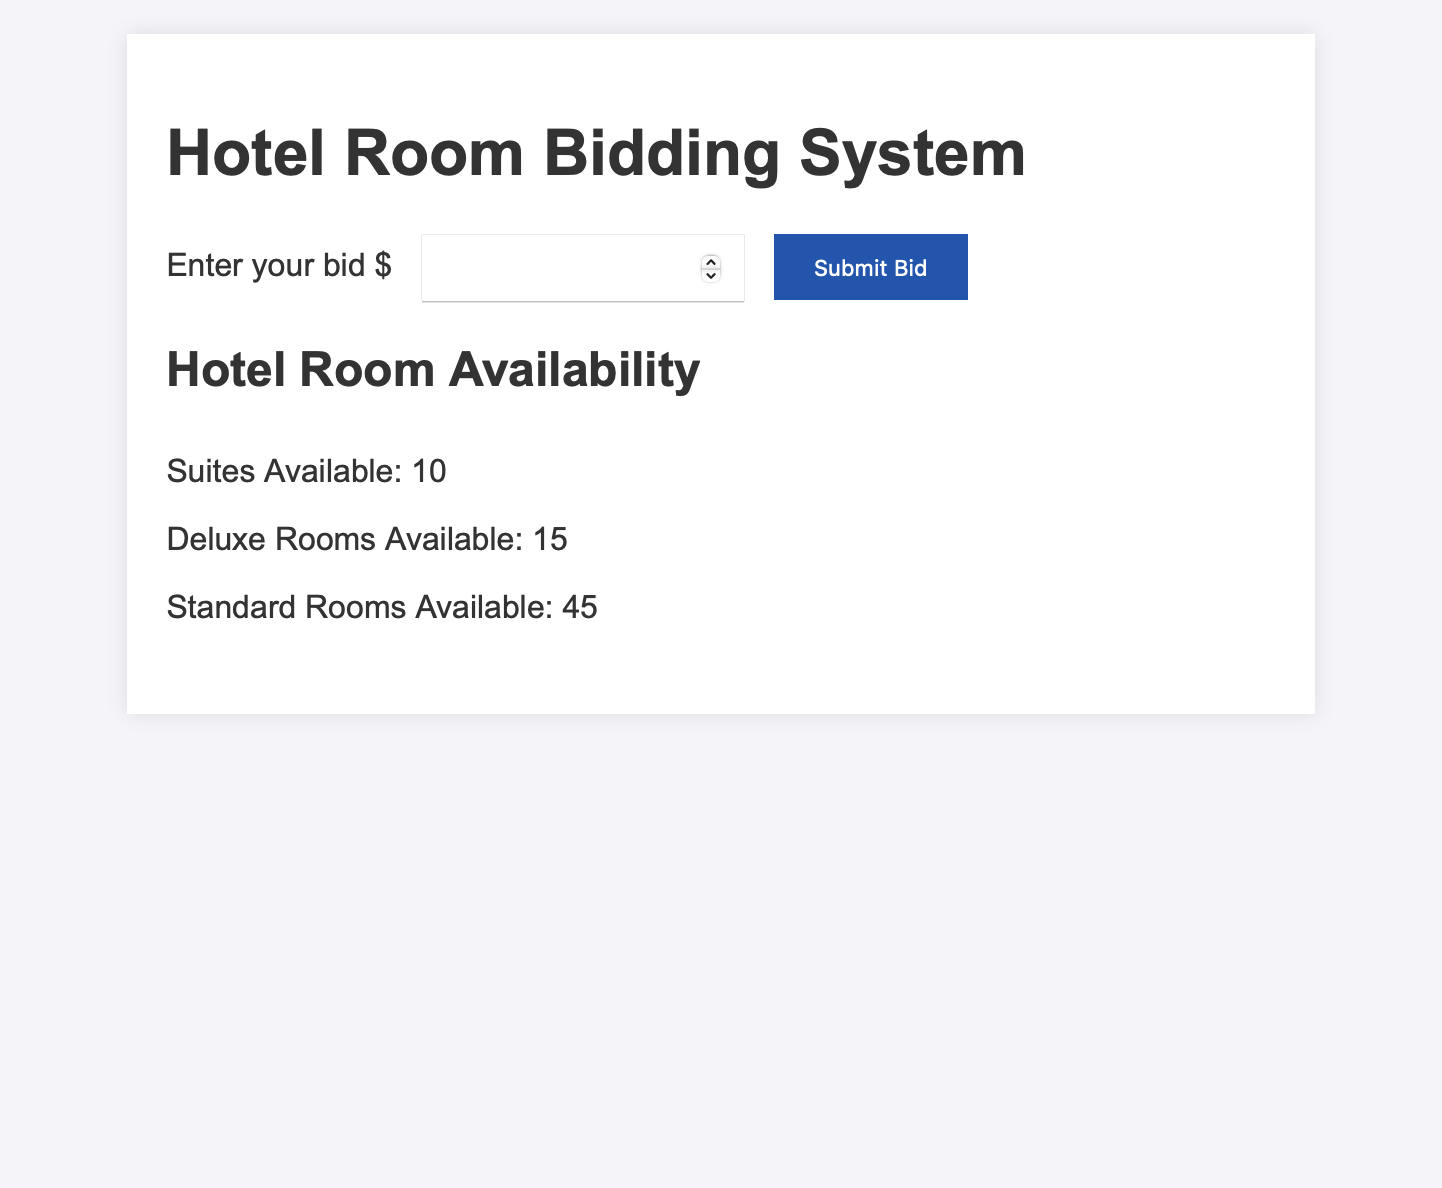 Hotel Room Bidding System
Enter your bid $ Submit Bid
Hotel Room Availability
Suites Available: 10
Deluxe Rooms Available: 15
Standard Rooms Available: 45